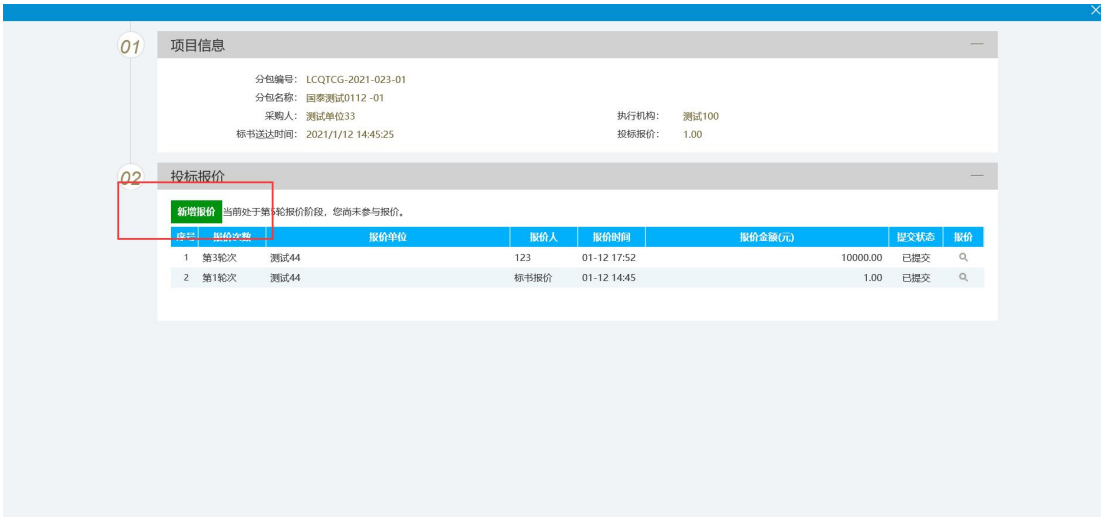 01 项目信息
分包编号: LCQTCG-2021-023-01
分包名称: 国泰测试0112 -01
采购人: 测试单位33 执行机构: 测试100
标书送达时间: 2021/1/12 14:45:25 投标报价: 1.00
02 投标报价
新增报价 当前处于第5轮报价阶段，您尚未参与报价。
序号 报价次数 报价单位 报价人 报价时间 报价金额(元) 提交状态 报价
1 第3轮次 测试44 123 01-12 17:52 10000.00 已提交
2 第1轮次 测试44 标书报价 01-12 14:45 1.00 已提交